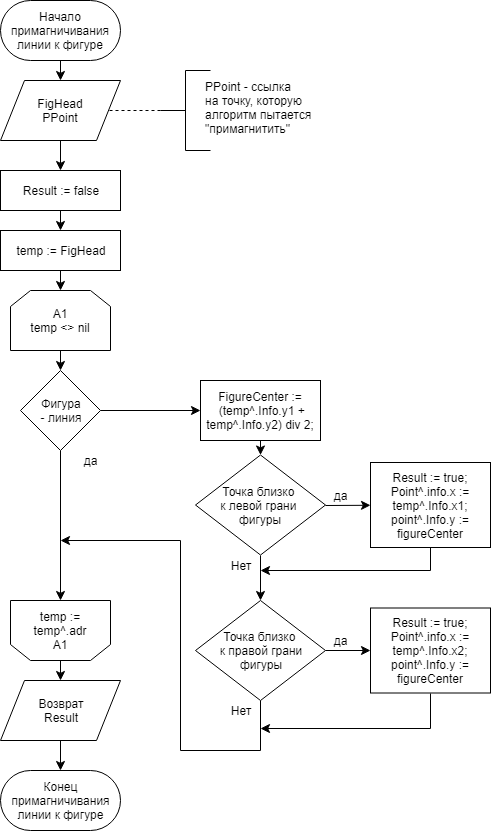 Начало
примагничивания
линии к фигуре
FigHead
PPoint
PPoint - ссылка
на точку, которую
алгоритм пытается
"примагнитить"
Result := false
temp := FigHead
A1
temp <> nil
Фигура
- линия
да
FigureCenter :=
(temp^.Info.y1 +
temp^.Info.y2) div 2;
Точка близко
к левой грани
фигуры
да
Result := true;
Point^.info.x :=
temp^.Info.x1;
point^.Info.y :=
figureCenter
Нет
Точка близко
к правой грани
фигуры
да
Result := true;
Point^.info.x :=
temp^.Info.x2;
point^.Info.y :=
figureCenter
Нет
temp :=
temp^.adr
A1
Возврат
Result
Конец
примагничивания
линии к фигуре